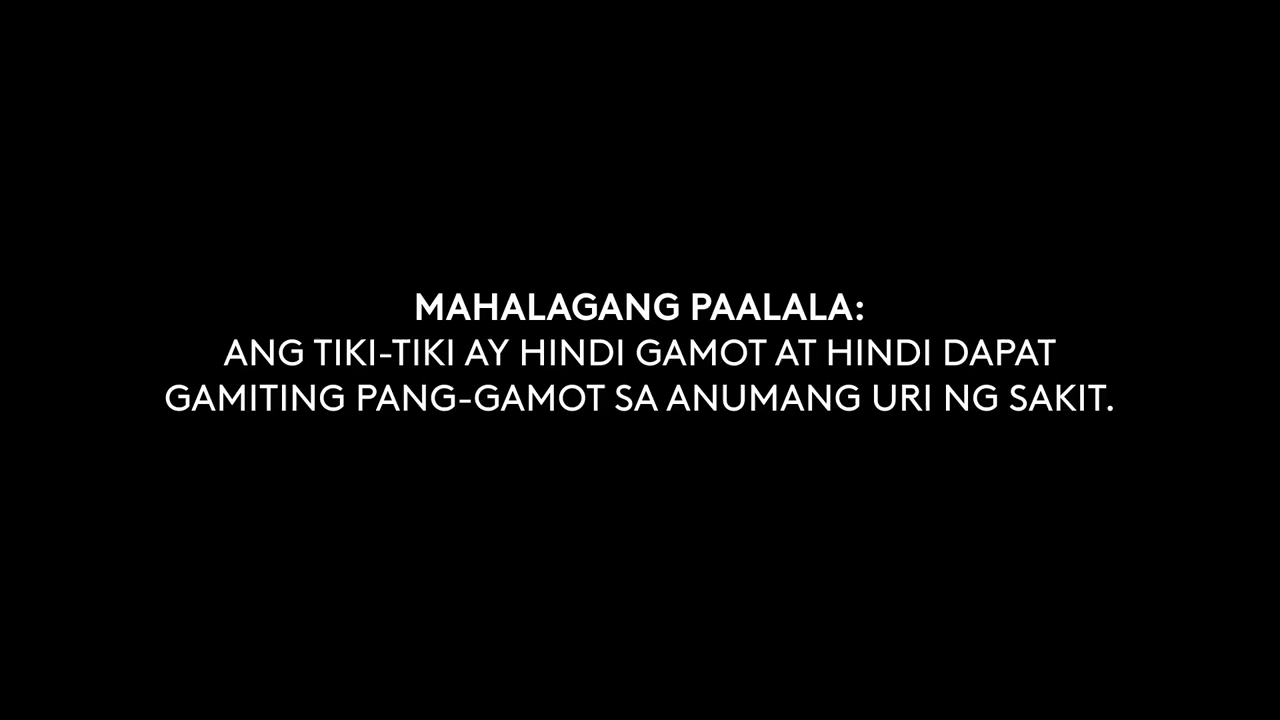 MAHALAGANG PAALALA:
ANG TIKI-TIKI AY HINDI GAMOT AT HINDI DAPAT
GAMITING PANG-GAMOT SA ANUMANG URI NG SAKIT.